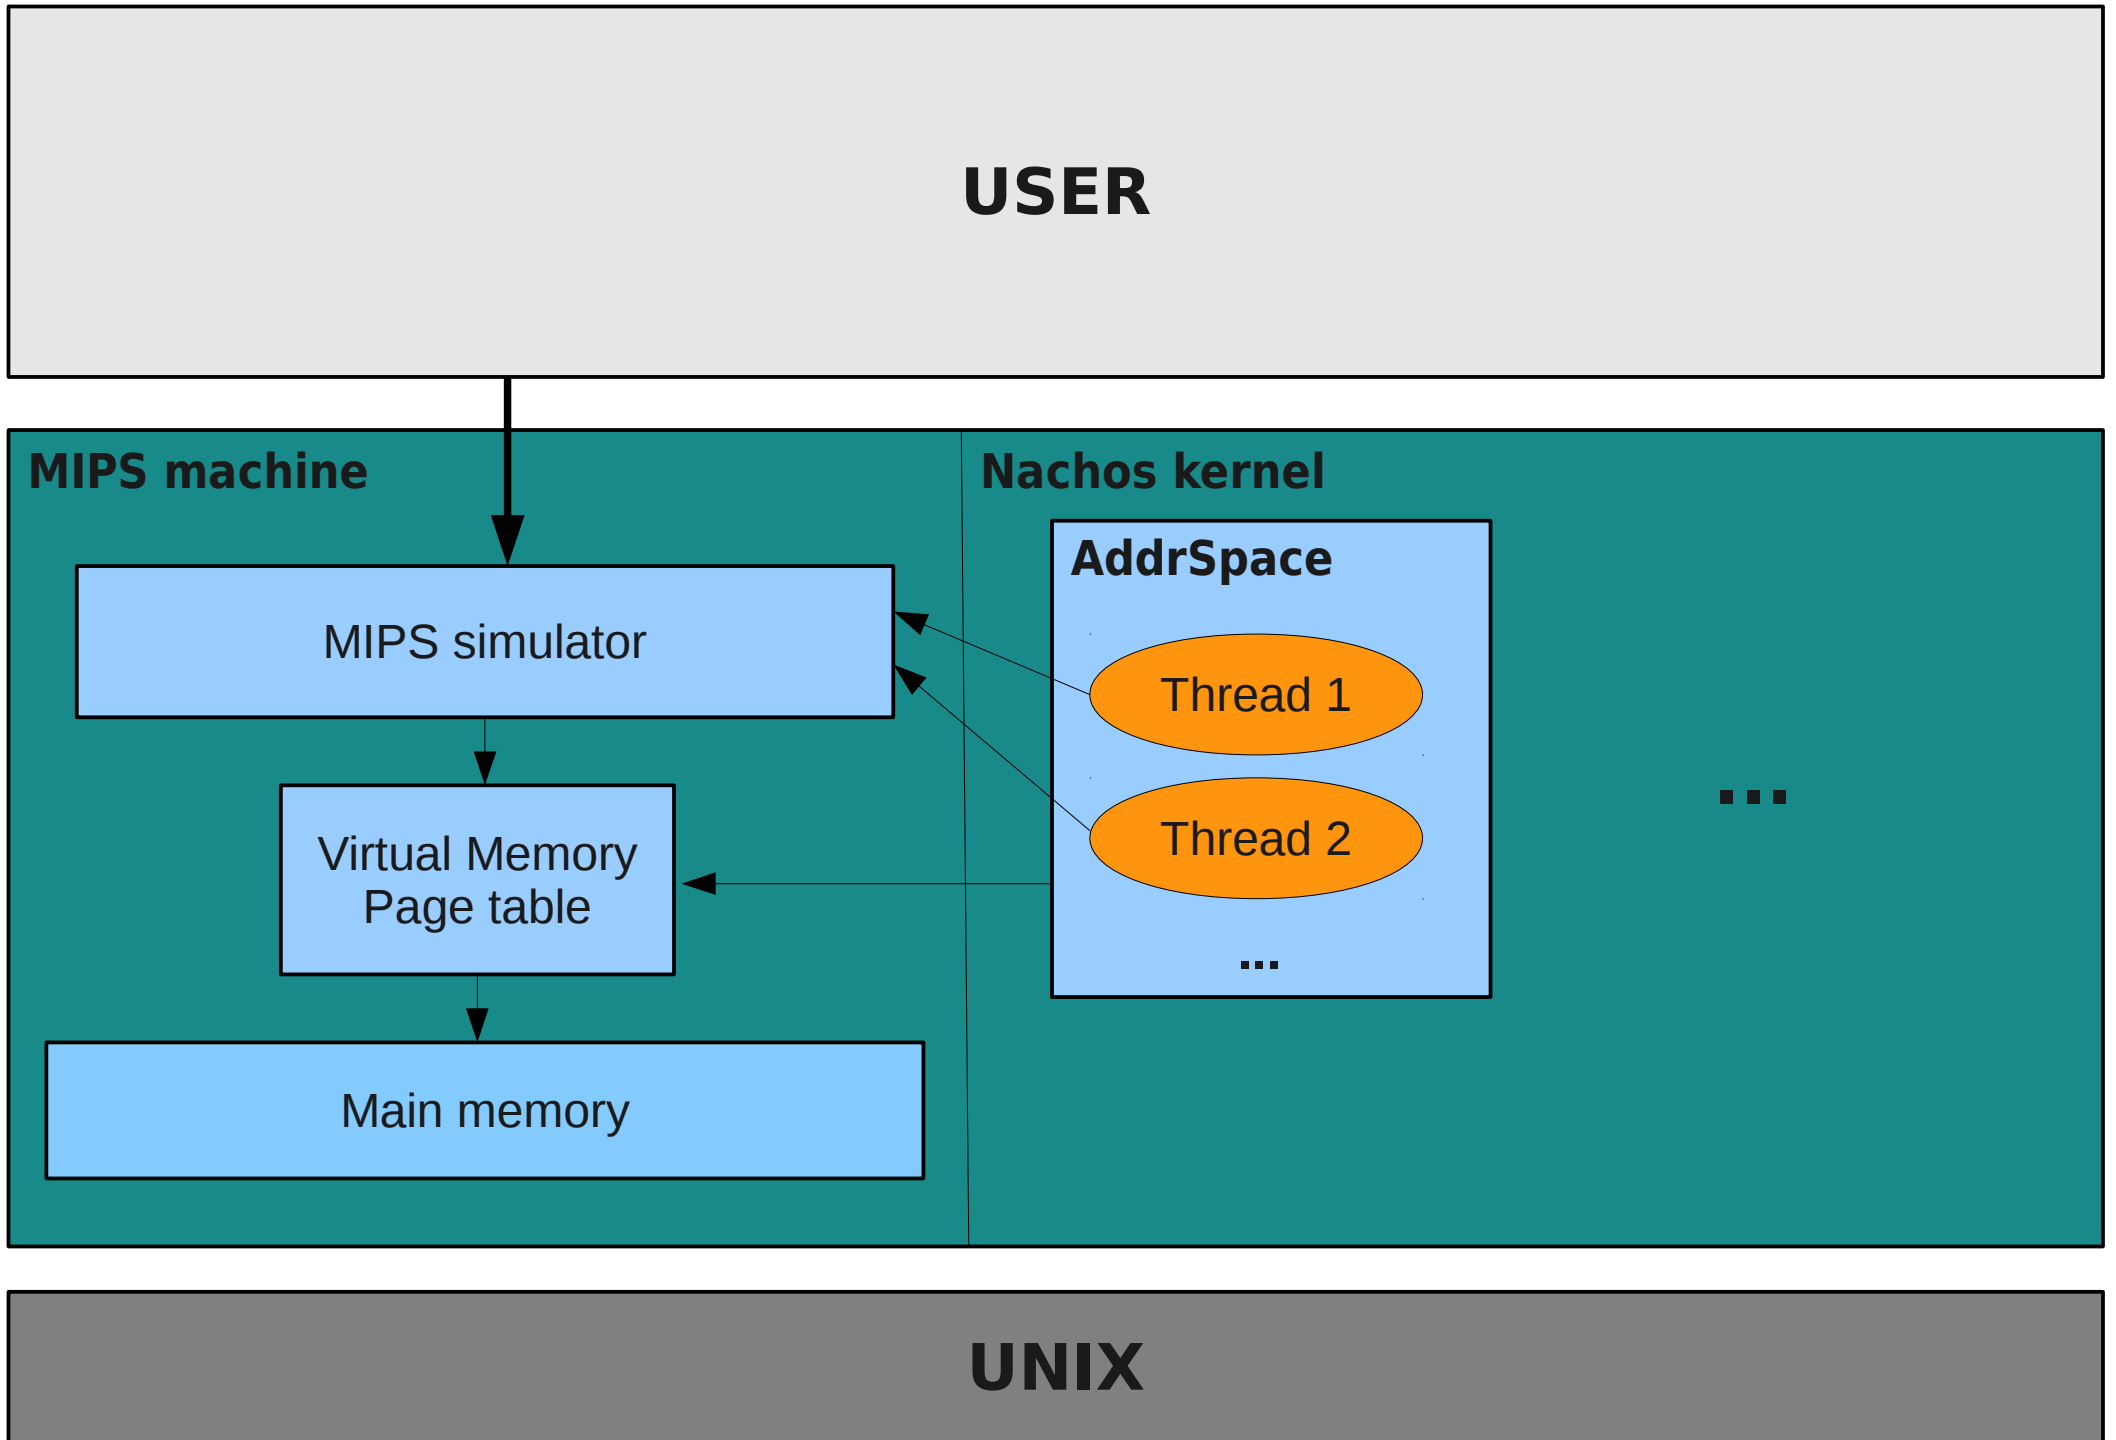 USER
MIPS machine
MIPS simulator
Virtual Memory
Page table
Main memory
Nachos kernel
AddrSpace
Thread 1
Thread 2
...
...
UNIX